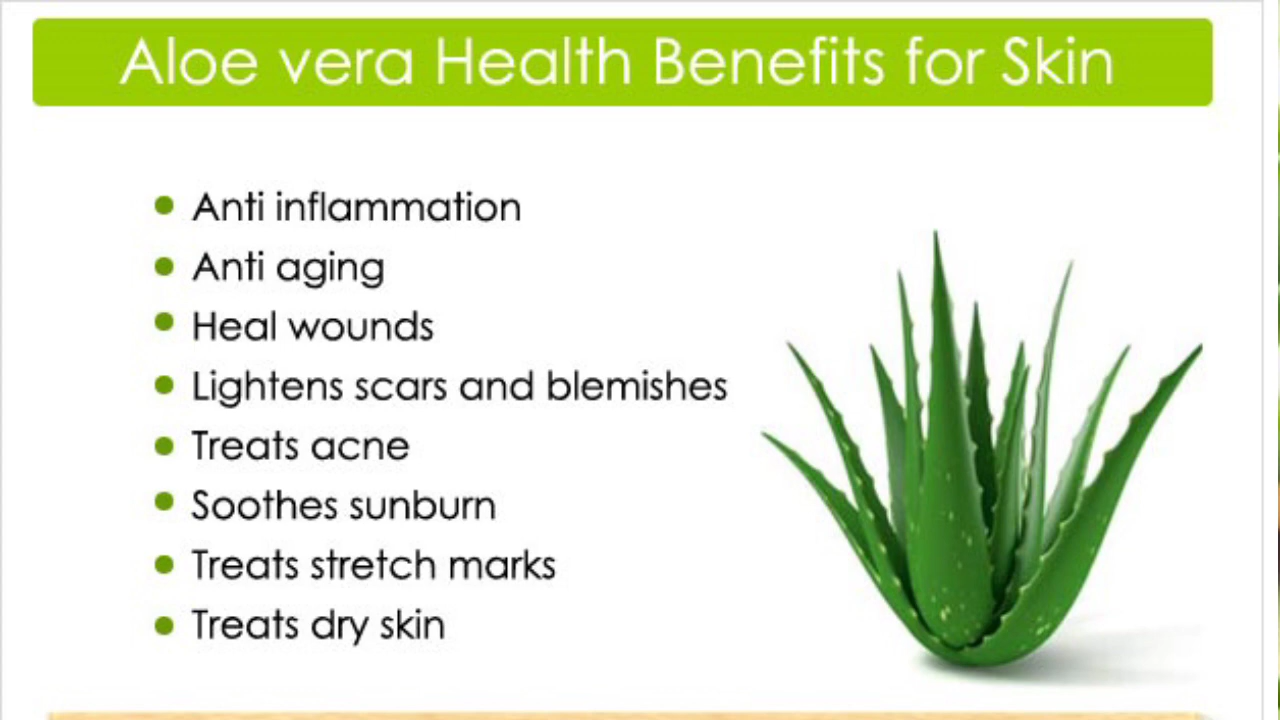 Aloe vera Health Benefits for Skin
Anti inflammation
Anti aging
Heal wounds
Lightens scars and blemishes
Treats acne
Soothes sunburn
Treats stretch marks
Treats dry skin